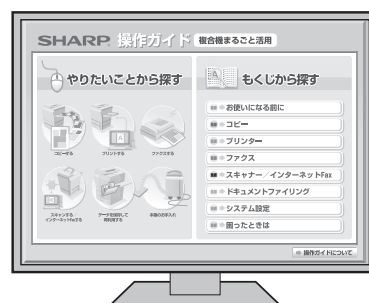 SHARP 操作ガイド 複合機まるごと活用
やりたいことから探す
コピーする
プリントする
ファクスする
スキャンする/
インターネットFaxする
データを保存して
再利用する
本機のお手入れ
もくじから探す
お使いになる前に
コピー
プリンター
ファクス
スキャナー/インターネットFax
ドキュメントファイリング
システム設定
困ったときは
操作ガイドについて